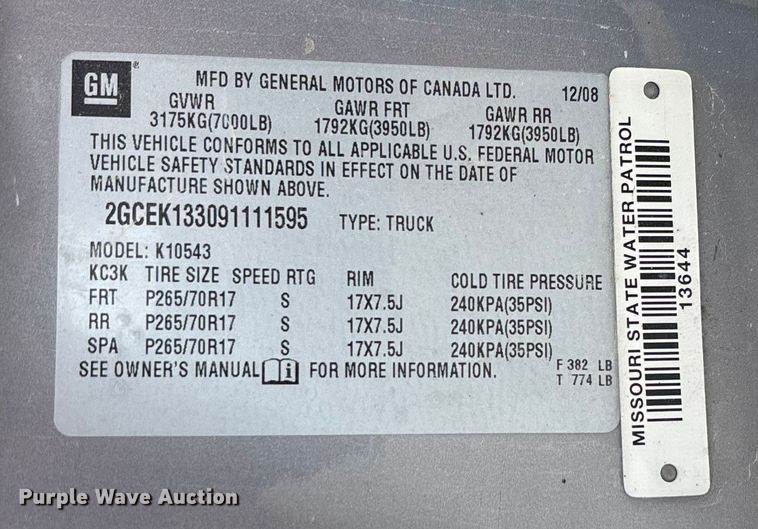 GM
®
MFD BY GENERAL MOTORS OF CANADA LTD. 12/08
GVWR GAWR FRT GAWR RR
3175KG(7000LB) 1792KG(3950LB) 1792KG(3950LB)
THIS VEHICLE CONFORMS TO ALL APPLICABLE U.S. FEDERAL MOTOR
VEHICLE SAFETY STANDARDS IN EFFECT ON THE DATE OF
MANUFACTURE SHOWN ABOVE.
2GCEK133091111595 TYPE: TRUCK
MODEL: K10543
KC3K TIRE SIZE SPEED RTG RIM COLD TIRE PRESSURE
FRT P265/70R17 S 17X7.5J 240KPA(35PSI)
RR P265/70R17 S 17X7.5J 240KPA(35PSI)
SPA P265/70R17 S 17X7.5J 240KPA(35PSI)
SEE OWNER'S MANUAL i FOR MORE INFORMATION.
F 382 LB
T 774 LB
MISSOURI STATE WATER PATROL
13644
Purple Wave Auction